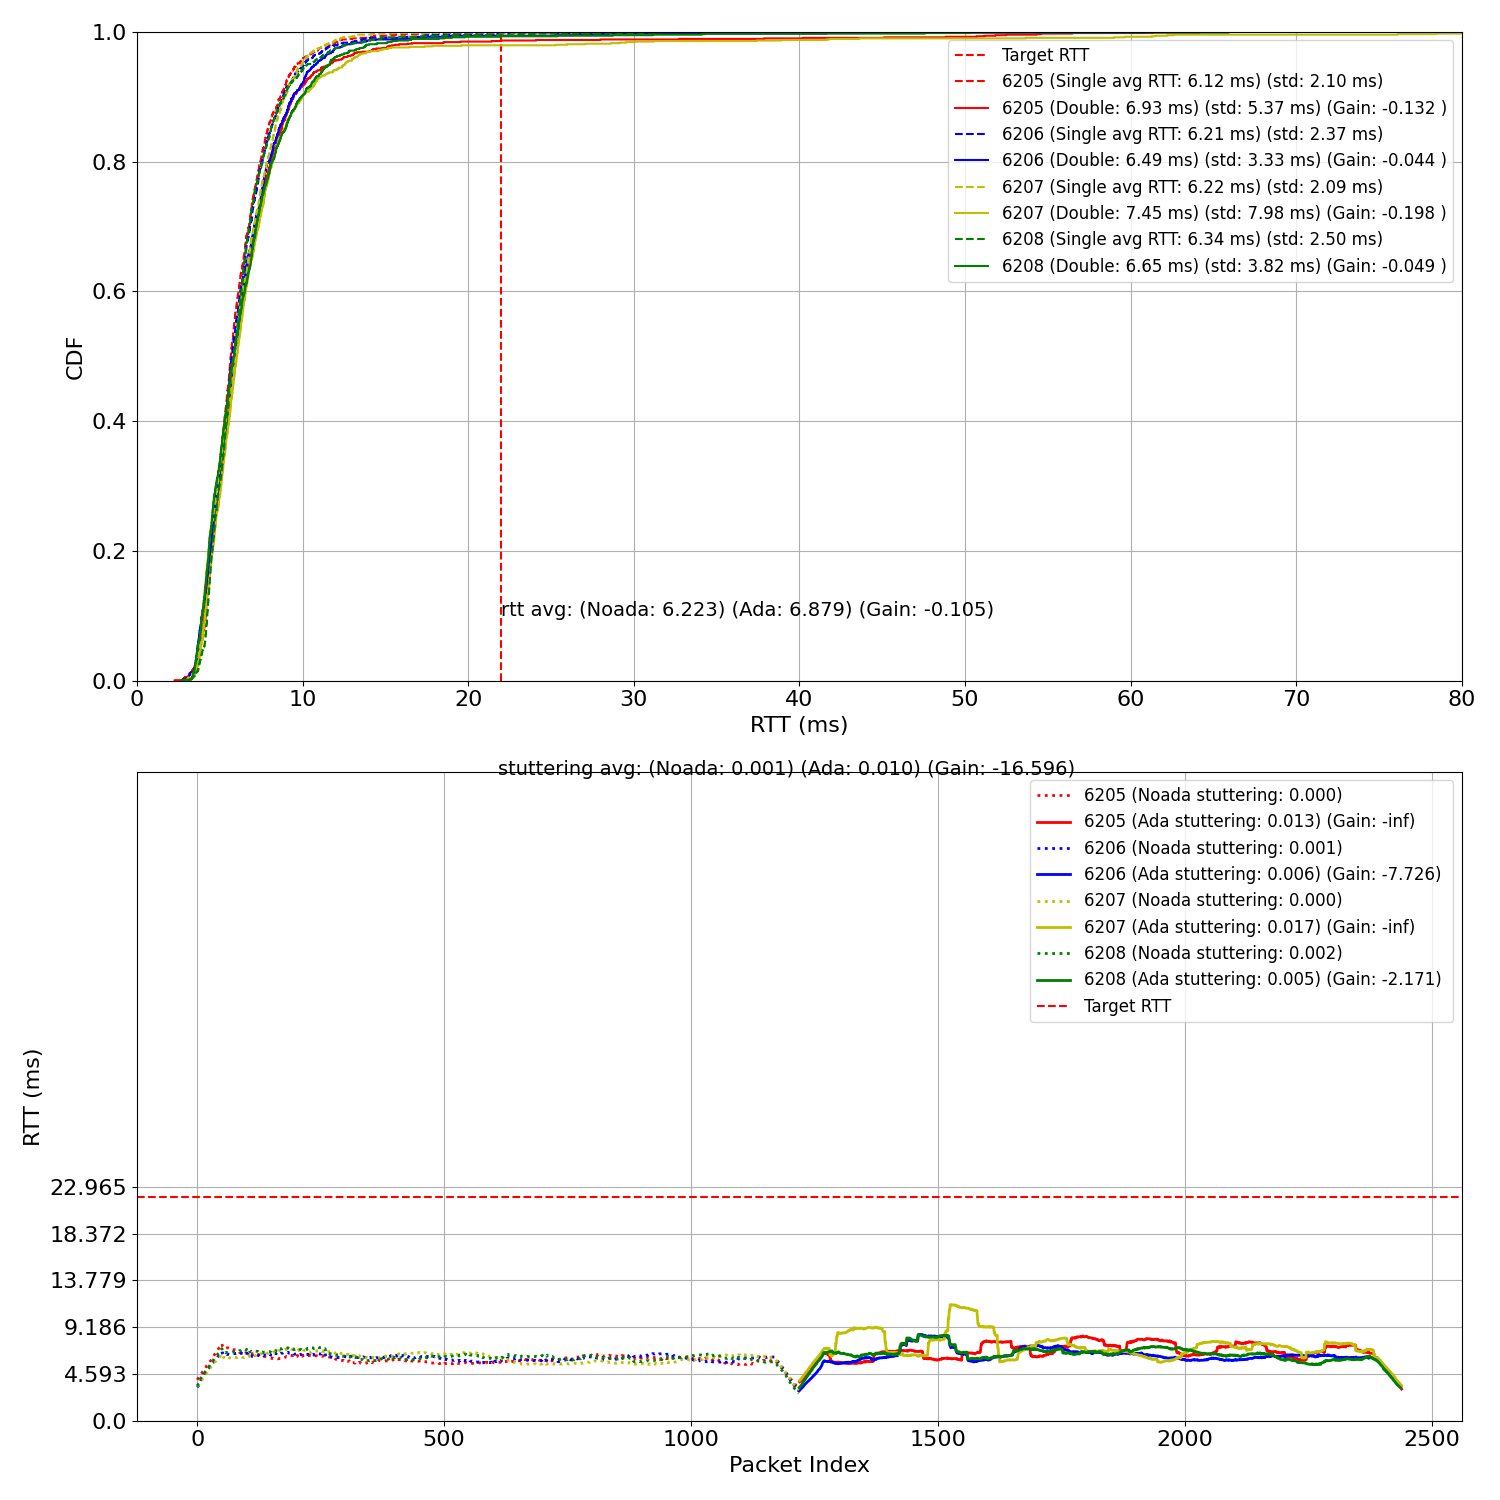 1.0
0.8
0.6
0.4
0.2
0.0
CDF
0 10 20 30 40 50 60 70 80
RTT (ms)
Target RTT
6205 (Single avg RTT: 6.12 ms) (std: 2.10 ms)
6205 (Double: 6.93 ms) (std: 5.37 ms) (Gain: -0.132 )
6206 (Single avg RTT: 6.21 ms) (std: 2.37 ms)
6206 (Double: 6.49 ms) (std: 3.33 ms) (Gain: -0.044 )
6207 (Single avg RTT: 6.22 ms) (std: 2.09 ms)
6207 (Double: 7.45 ms) (std: 7.98 ms) (Gain: -0.198 )
6208 (Single avg RTT: 6.34 ms) (std: 2.50 ms)
6208 (Double: 6.65 ms) (std: 3.82 ms) (Gain: -0.049 )
rtt avg: (Noada: 6.223) (Ada: 6.879) (Gain: -0.105)
stuttering avg: (Noada: 0.001) (Ada: 0.010) (Gain: -16.596)
6205 (Noada stuttering: 0.000)
6205 (Ada stuttering: 0.013) (Gain: -inf)
6206 (Noada stuttering: 0.001)
6206 (Ada stuttering: 0.006) (Gain: -7.726)
6207 (Noada stuttering: 0.000)
6207 (Ada stuttering: 0.017) (Gain: -inf)
6208 (Noada stuttering: 0.002)
6208 (Ada stuttering: 0.005) (Gain: -2.171)
Target RTT
RTT (ms)
22.965
18.372
13.779
9.186
4.593
0.0
0 500 1000 1500 2000 2500
Packet Index